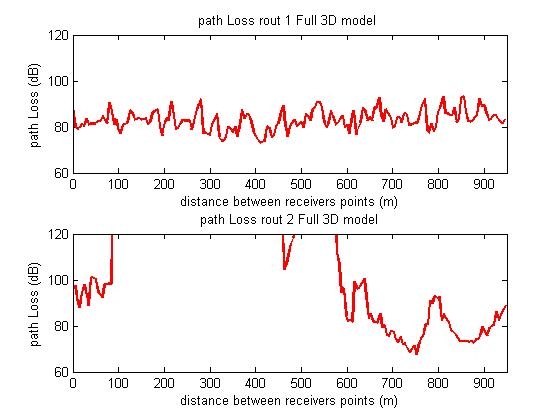 path Loss rout 1 Full 3D model
120
100
80
60
path Loss (dB)
0 100 200 300 400 500 600 700 800 900
distance between receivers points (m)
path Loss rout 2 Full 3D model
120
100
80
60
path Loss (dB)
0 100 200 300 400 500 600 700 800 900
distance between receivers points (m)